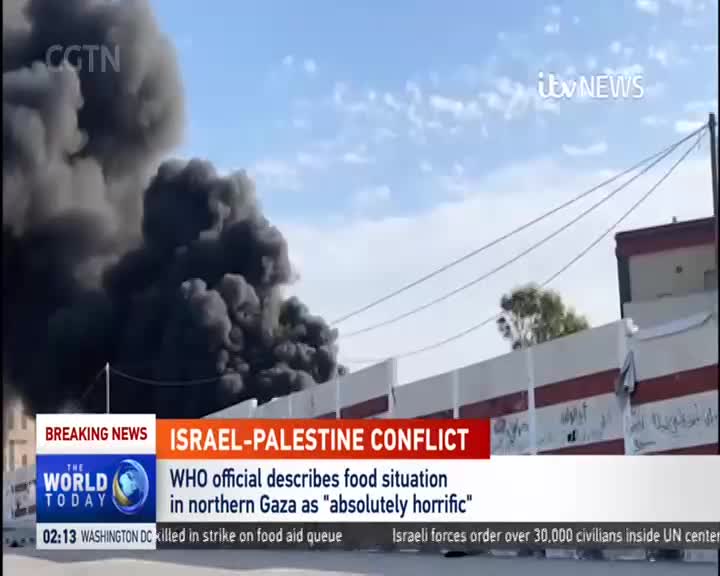 CGTN
itv NEWS
BREAKING NEWS
ISRAEL-PALESTINE CONFLICT
THE
WORLD
TODAY
WHO official describes food situation
in northern Gaza as "absolutely horrific"
02:13 WASHINGTON DC
killed in strike on food aid queue
Israeli forces order over 30,000 civilians inside UN center